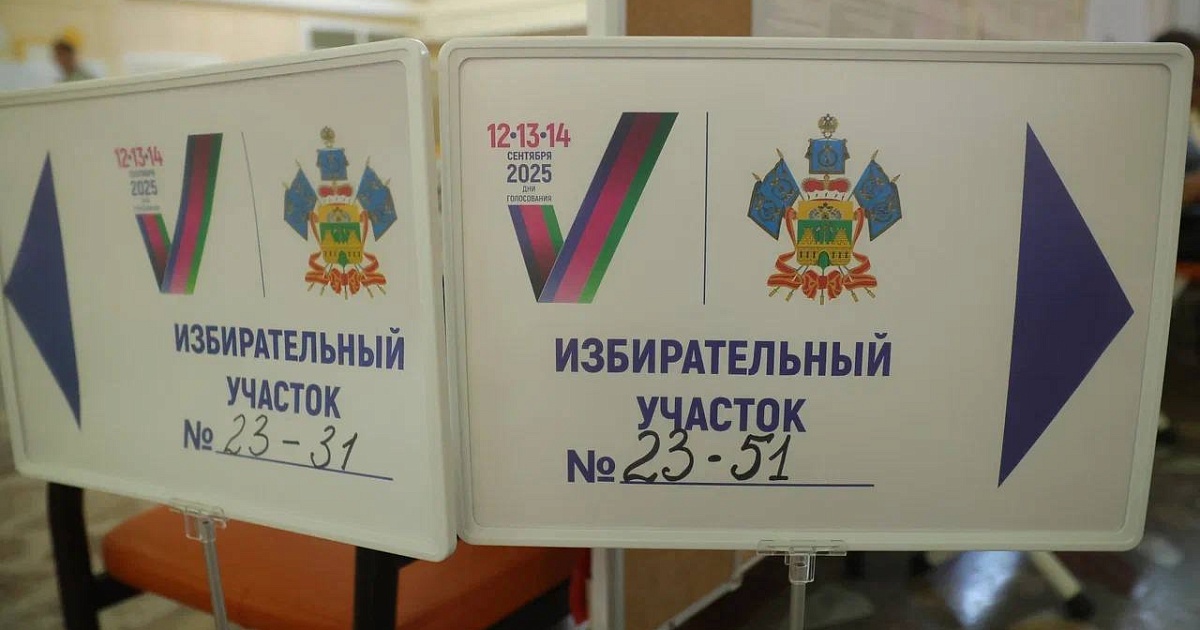 12•13•14
СЕНТЯБРЯ
2025
ДНИ
ГОЛОСОВАНИЯ
ИЗБИРАТЕЛЬНЫЙ
УЧАСТОК
№ 23-31
12•13•14
СЕНТЯБРЯ
2025
ДНИ
ГОЛОСОВАНИЯ
ИЗБИРАТЕЛЬНЫЙ
УЧАСТОК
№ 23-51